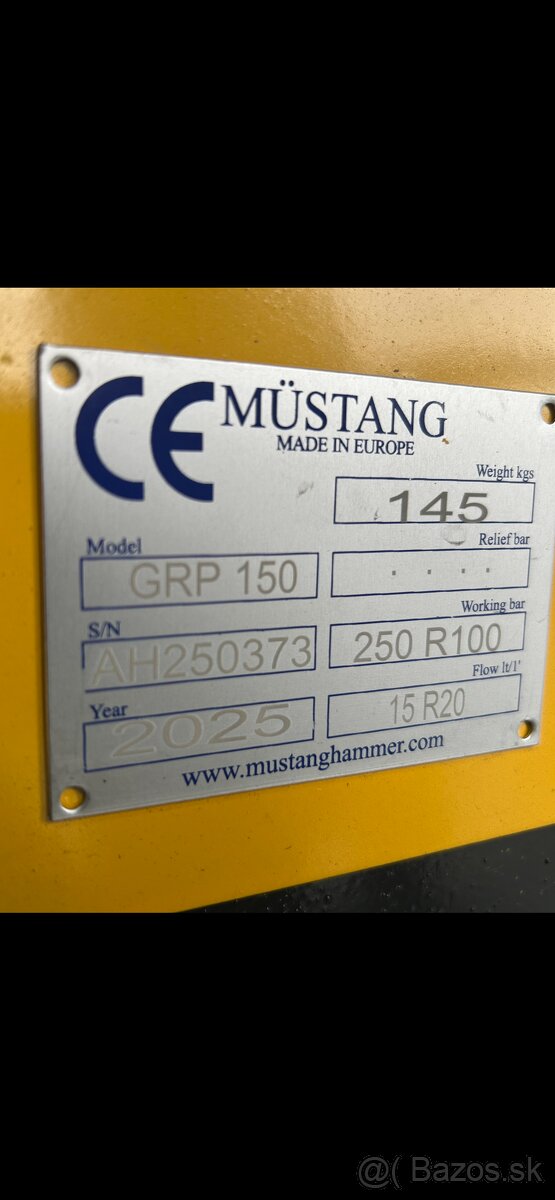 CE MÜSTANG
MADE IN EUROPE
Weight kgs
145
Model
GRP 150
Relief bar
. . . .
S/N
AH250373
Working bar
250 R100
Year
2025
Flow lt/1'
15 R20
www.mustanghammer.com
@( Bazos.sk